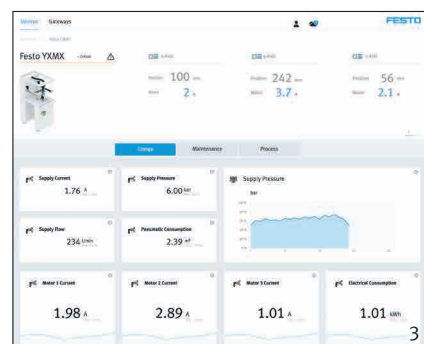 Devices Gateways
FESTO
Festo YXMX
Position 100 mm
Motor 2 A
Position 242 mm
Motor 3.7 A
Position 56 mm
Motor 2.1 A
Energy Maintenance Process
Supply Current
1.76 A
Supply Pressure
6.00 bar
Supply Pressure
bar
Supply Flow
234 l/min
Pneumatic Consumption
2.39 m³
Motor 1 Current
1.98 A
Motor 2 Current
2.89 A
Motor 3 Current
1.01 A
Electrical Consumption
1.01 kWh
3